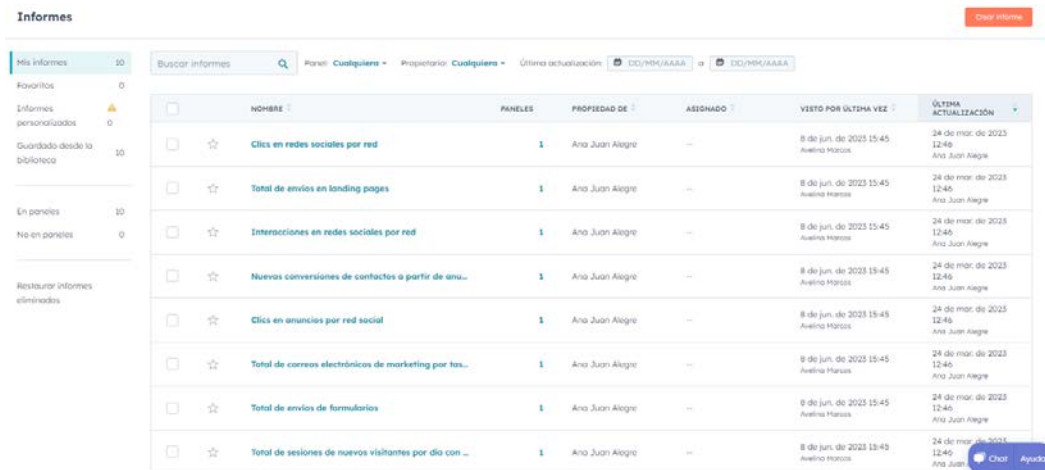 Informes
Crear informe
Mis informes 10
Favoritos 0
Informes personalizados 0
Guardado desde la biblioteca 10
En paneles 10
No en paneles 0
Restaurar informes eliminados
Buscar informes Panel: Cualquiera Propietario: Cualquiera Última actualización: DD/MM/AAAA a DD/MM/AAAA
NOMBRE PANELES PROPIEDAD DE ASIGNADO VISTO POR ÚLTIMA VEZ ÚLTIMA ACTUALIZACIÓN
Clics en redes sociales por red 1 Ana Juan Alegre -- 8 de jun. de 2023 15:45 24 de mar. de 2023
12:46
Avelino Marcos Ana Juan Alegre
Total de envíos en landing pages 1 Ana Juan Alegre -- 8 de jun. de 2023 15:45 24 de mar. de 2023
12:46
Avelino Marcos Ana Juan Alegre
Interacciones en redes sociales por red 1 Ana Juan Alegre -- 8 de jun. de 2023 15:45 24 de mar. de 2023
12:46
Avelino Marcos Ana Juan Alegre
Nuevas conversiones de contactos a partir de anu... 1 Ana Juan Alegre -- 8 de jun. de 2023 15:45 24 de mar. de 2023
12:46
Avelino Marcos Ana Juan Alegre
Clics en anuncios por red social 1 Ana Juan Alegre -- 8 de jun. de 2023 15:45 24 de mar. de 2023
12:46
Avelino Marcos Ana Juan Alegre
Total de correos electrónicos de marketing por tas... 1 Ana Juan Alegre -- 8 de jun. de 2023 15:45 24 de mar. de 2023
12:46
Avelino Marcos Ana Juan Alegre
Total de envíos de formularios 1 Ana Juan Alegre -- 8 de jun. de 2023 15:45 24 de mar. de 2023
12:46
Avelino Marcos Ana Juan Alegre
Total de sesiones de nuevos visitantes por día con ... 1 Ana Juan Alegre -- 8 de jun. de 2023 15:45 24 de mar. de 2023
12:46
Avelino Marcos Ana Juan
Chat Ayuda